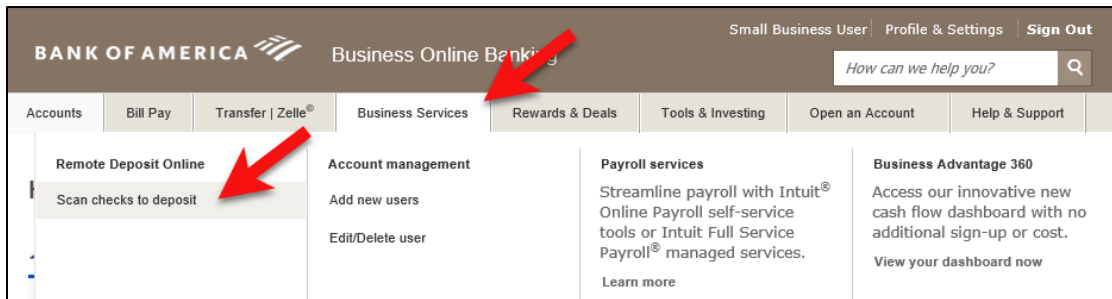 Small Business User Profile & Settings Sign Out
BANK OF AMERICA Business Online Banking
How can we help you?
Accounts Bill Pay Transfer | Zelle® Business Services Rewards & Deals Tools & Investing Open an Account Help & Support
Remote Deposit Online
Scan checks to deposit
Account management
Add new users
Edit/Delete user
Payroll services
Streamline payroll with Intuit®
Online Payroll self-service
tools or Intuit Full Service
Payroll® managed services.
Learn more
Business Advantage 360
Access our innovative new
cash flow dashboard with no
additional sign-up or cost.
View your dashboard now